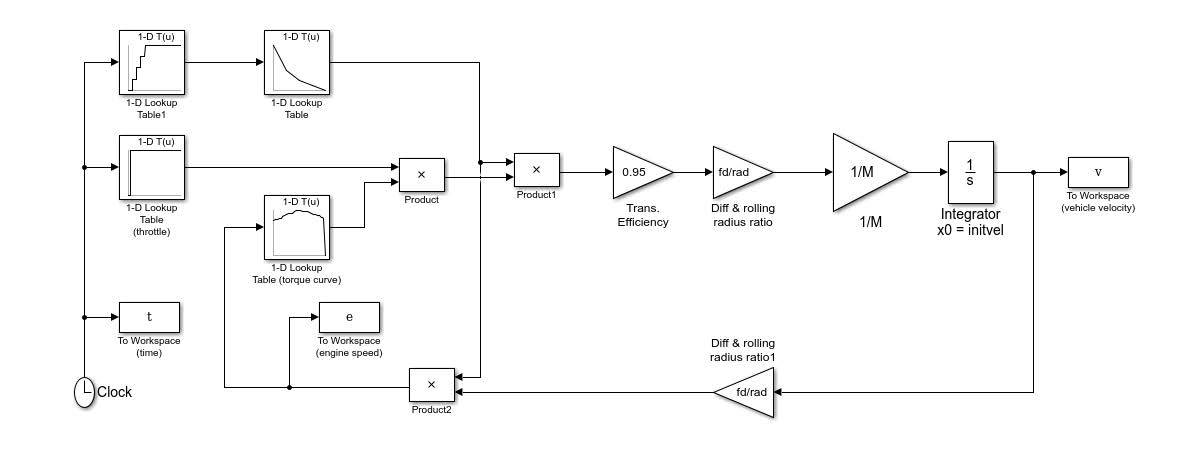 1-D T(u)
1-D Lookup
Table1
1-D T(u)
1-D Lookup
Table
1-D T(u)
1-D Lookup
Table
(throttle)
1-D T(u)
1-D Lookup
Table (torque curve)
×
Product
×
Product1
0.95
Trans.
Efficiency
fd/rad
Diff & rolling
radius ratio
1/M
1/M
1
s
Integrator
x0 = initvel
v
To Workspace
(vehicle velocity)
t
To Workspace
(time)
e
To Workspace
(engine speed)
Clock
×
Product2
Diff & rolling
radius ratio1
fd/rad